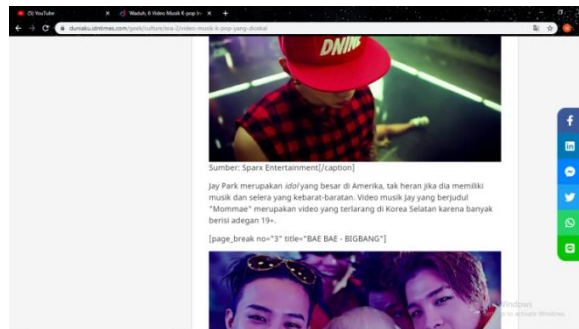 (5) YouTube
Waduh, 6 Video Musik K-pop In
duniaku.idntimes.com/geek/culture/sea-2/video-musik-k-pop-yang-dicekal
DNINE
Sumber: Sparx Entertainment[/caption]
Jay Park merupakan idol yang besar di Amerika, tak heran jika dia memiliki
musik dan selera yang kebarat-baratan. Video musik Jay yang berjudul
"Mommae" merupakan video yang terlarang di Korea Selatan karena banyak
berisi adegan 19+.
[page_break no="3" title="BAE BAE - BIGBANG"]
Windows
to activate Windows.